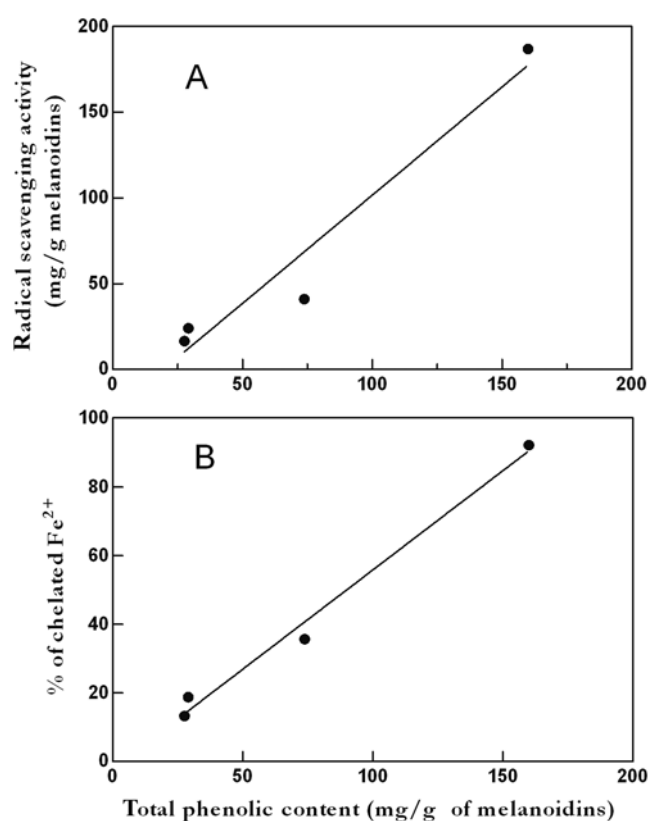 A
Radical scavenging activity
(mg/g melanoidins)
200
150
100
50
0
0 50 100 150 200
B
% of chelated Fe²⁺
100
80
60
40
20
0
0 50 100 150 200
Total phenolic content (mg/g of melanoidins)